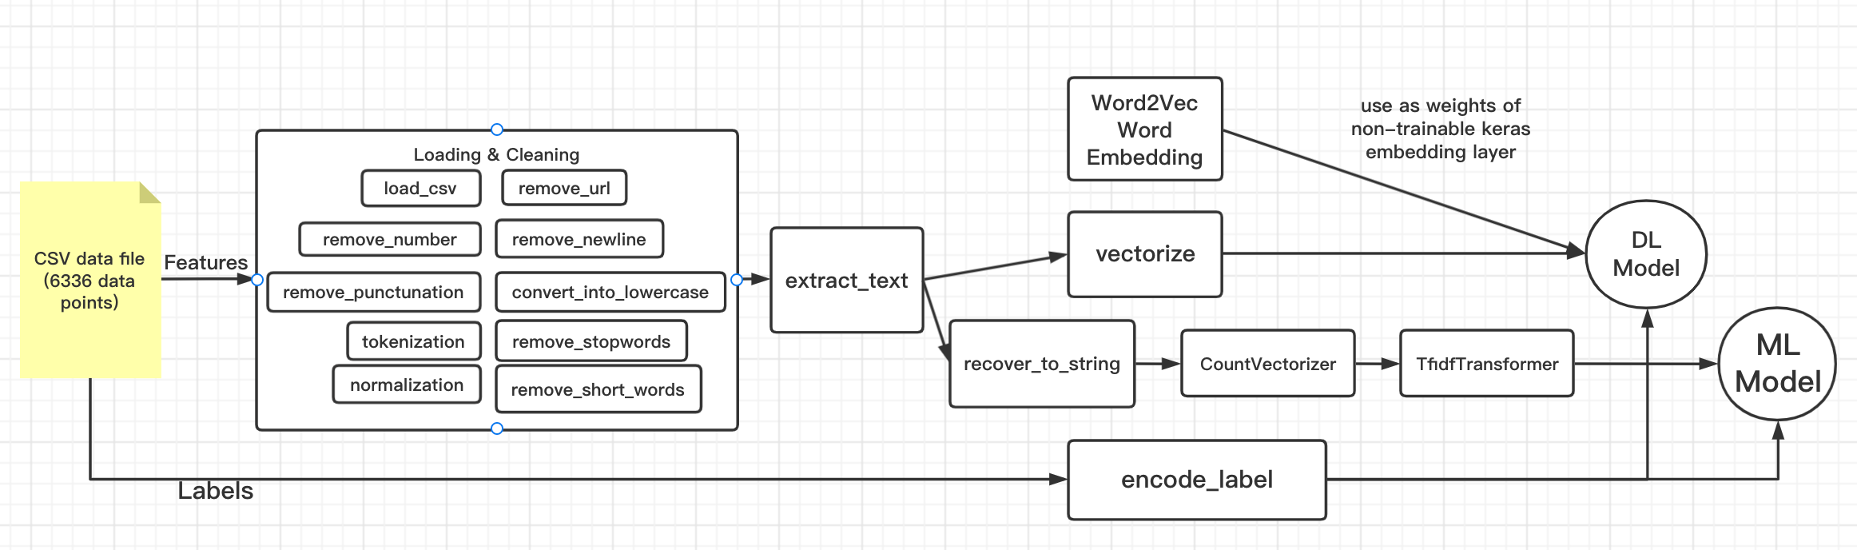 CSV data file
(6336 data
points)
Features
Labels
Loading & Cleaning
load_csv
remove_url
remove_number
remove_newline
remove_punctunation
convert_into_lowercase
tokenization
remove_stopwords
normalization
remove_short_words
extract_text
Word2Vec
Word
Embedding
use as weights of
non-trainable keras
embedding layer
vectorize
DL
Model
recover_to_string
CountVectorizer
TfidfTransformer
ML
Model
encode_label